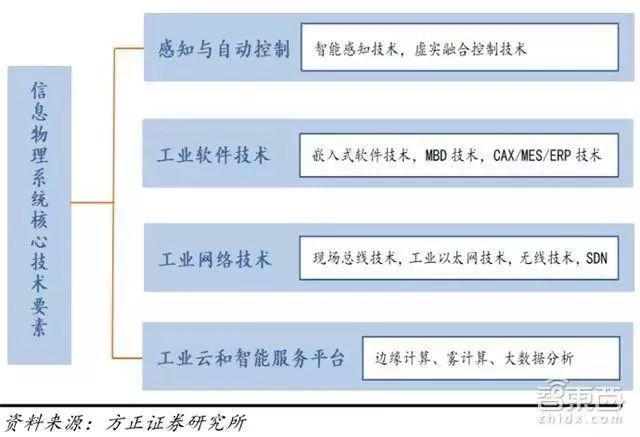 信息物理系统核心技术要素
感知与自动控制
智能感知技术，虚实融合控制技术
工业软件技术
嵌入式软件技术，MBD 技术，CAX/MES/ERP 技术
工业网络技术
现场总线技术，工业以太网技术，无线技术，SDN
工业云和智能服务平台
边缘计算、雾计算、大数据分析
资料来源：方正证券研究所
智東西
zhidx.com